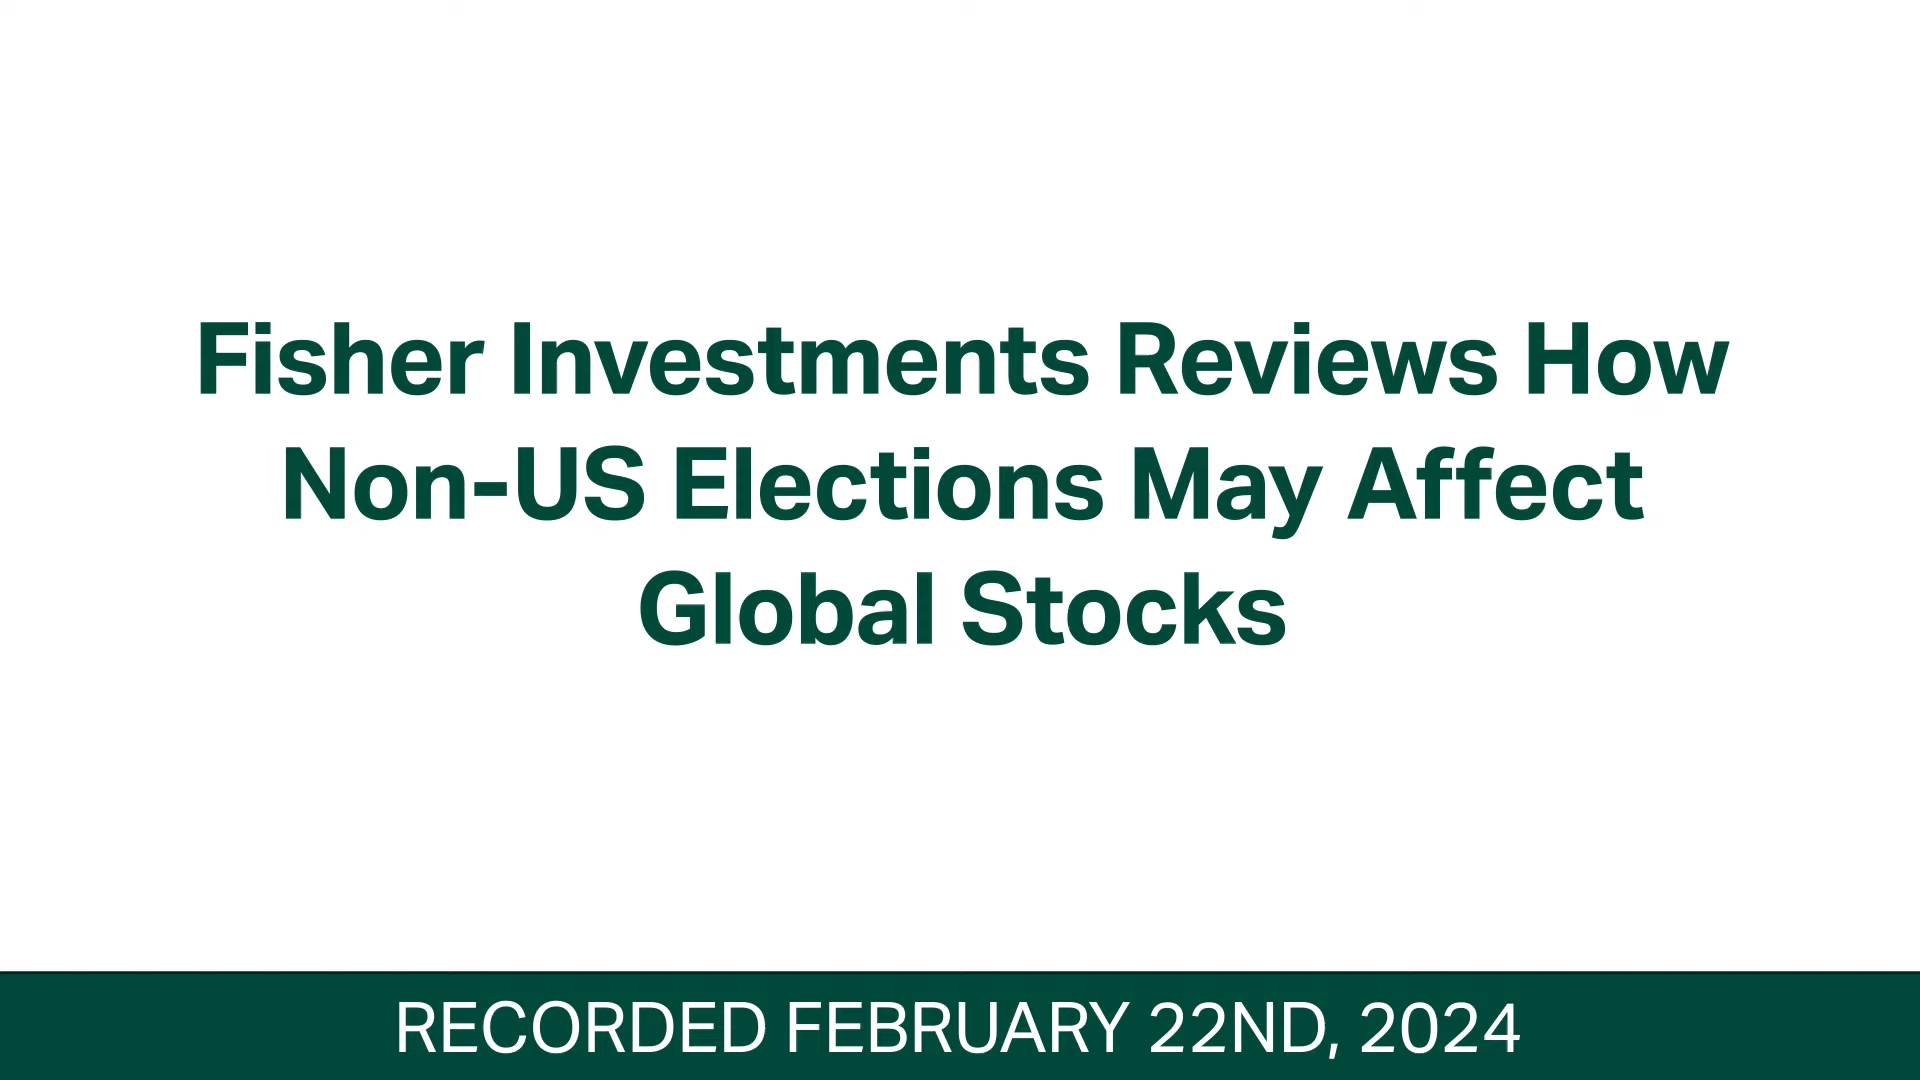 Fisher Investments Reviews How
Non-US Elections May Affect
Global Stocks
RECORDED FEBRUARY 22ND, 2024